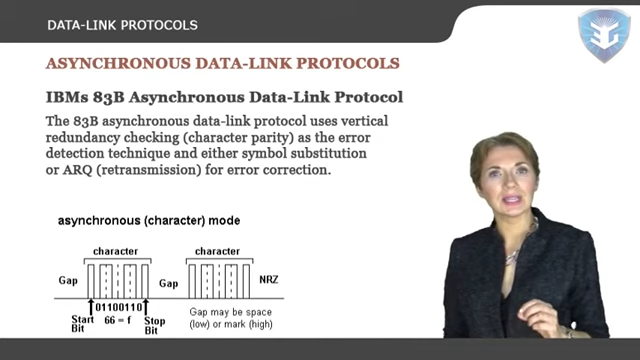 DATA-LINK PROTOCOLS
ASYNCHRONOUS DATA-LINK PROTOCOLS
IBMs 83B Asynchronous Data-Link Protocol
The 83B asynchronous data-link protocol uses vertical
redundancy checking (character parity) as the error
detection technique and either symbol substitution
or ARQ (retransmission) for error correction.
asynchronous (character) mode
character character
Gap Gap NRZ
01100110
Start Bit 66 = f Stop Bit
Gap may be space
(low) or mark (high)